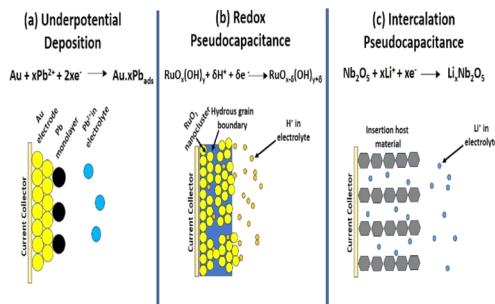 (a) Underpotential
Deposition
Au + xPb²⁺ + 2xe⁻ → Au.xPb_ads
Au
electrode
Pb
monolayer
Pb²⁺ in
electrolyte
Current Collector
(b) Redox
Pseudocapacitance
RuOₓ(OH)ᵧ + δH⁺ + δe⁻ → RuOₓ₋δ(OH)ᵧ₊δ
RuO₂
nanocluster
Hydrous grain
boundary
H⁺ in
electrolyte
Current Collector
(c) Intercalation
Pseudocapacitance
Nb₂O₅ + xLi⁺ + xe⁻ → LiₓNb₂O₅
Insertion host
material
Li⁺ in
electrolyte
Current Collector